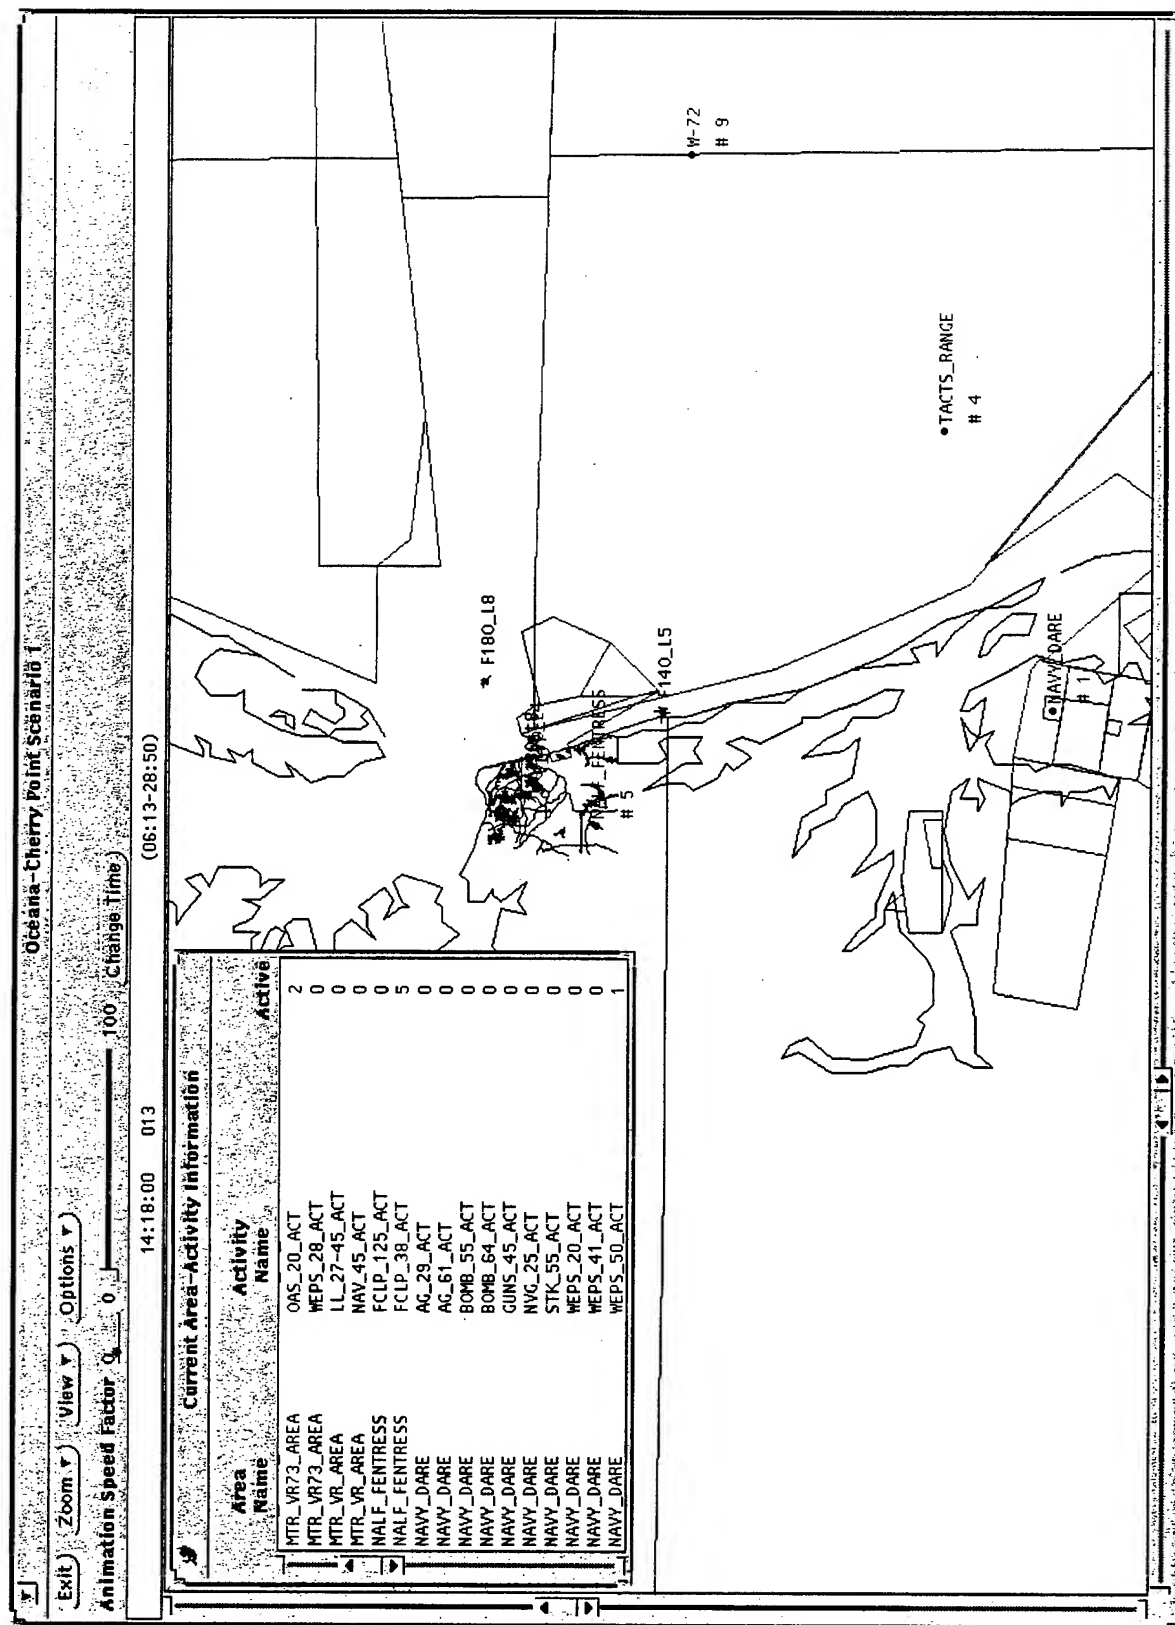 Oceana-Cherry Point Scenario 1
Exit Zoom View Options
Animation Speed Factor 0 0 100 Change Time
14:18:00 013 (06:13-28:50)
Current Area-Activity Information
Area Name Activity Name Active
MTR_VR73_AREA OAS_20_ACT 2
MTR_VR73_AREA WEPS_28_ACT 0
MTR_VR_AREA LL_27-45_ACT 0
MTR_VR_AREA NAV_45_ACT 0
NALF_FENTRESS FCLP_125_ACT 0
NALF_FENTRESS FCLP_38_ACT 5
NAVY_DARE AG_29_ACT 0
NAVY_DARE AG_61_ACT 0
NAVY_DARE BOMB_55_ACT 0
NAVY_DARE BOMB_64_ACT 0
NAVY_DARE GUNS_45_ACT 0
NAVY_DARE NVG_25_ACT 0
NAVY_DARE STK_55_ACT 0
NAVY_DARE WEPS_20_ACT 0
NAVY_DARE WEPS_41_ACT 0
NAVY_DARE WEPS_50_ACT 1
F180_L8
NALF_FENTRESS
# 5
F140_L5
W-72
# 9
TACTS_RANGE
# 4
NAVY_DARE
# 1